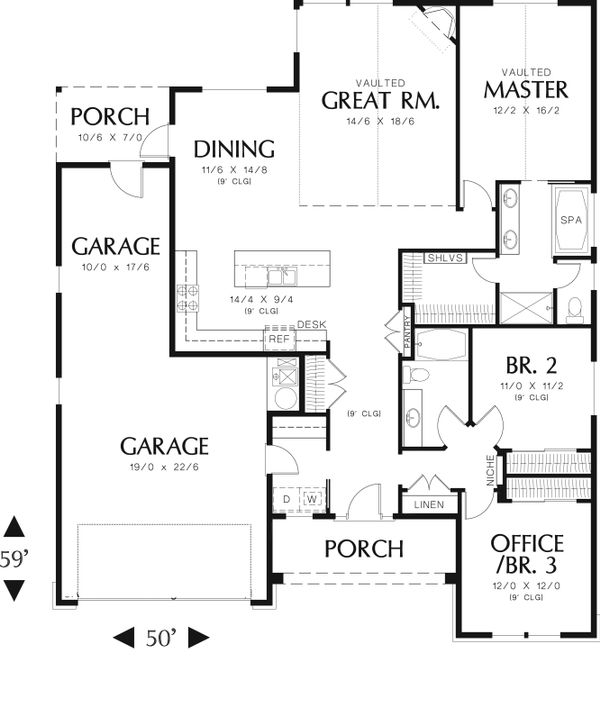 VAULTED
GREAT RM.
14/6 X 18/6
VAULTED
MASTER
12/2 X 16/2
PORCH
10/6 X 7/0
DINING
11/6 X 14/8
(9' CLG)
SPA
GARAGE
10/0 X 17/6
SHLVS
14/4 X 9/4
(9' CLG)
DESK
REF
PANTRY
BR. 2
11/0 X 11/2
(9' CLG)
(9' CLG)
GARAGE
19/0 X 22/6
NICHE
D
W
LINEN
PORCH
OFFICE
/BR. 3
12/0 X 12/0
(9' CLG)
59'
50'